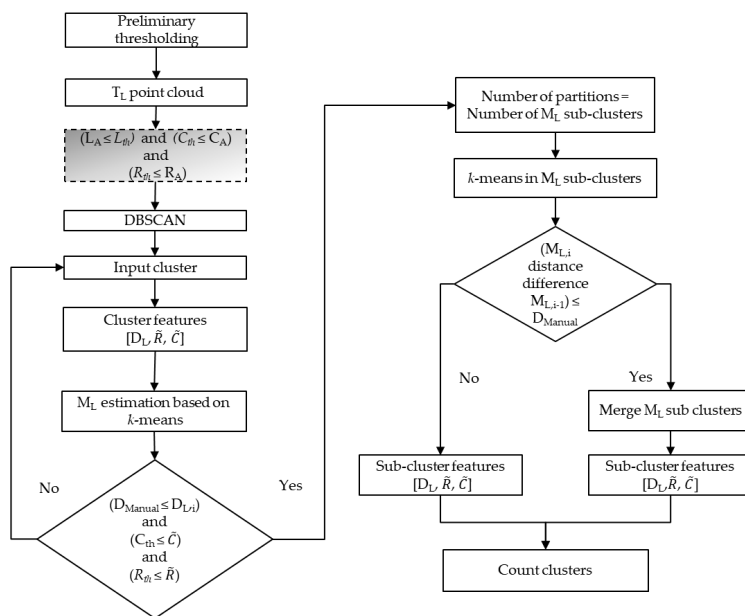 Preliminary
thresholding
T_L point cloud
(L_A ≤ L_th) and (C_th ≤ C_A)
and
(R_th ≤ R_A)
DBSCAN
Input cluster
Cluster features
[D_L, R̃, C̃]
M_L estimation based on
k-means
No
Yes
(D_Manual ≤ D_L,i)
and
(C_th ≤ C̃)
and
(R_th ≤ R̃)
Number of partitions =
Number of M_L sub-clusters
k-means in M_L sub-clusters
(M_L,i
distance
difference
M_L,i-1) ≤
D_Manual
No
Yes
Merge M_L sub clusters
Sub-cluster features
[D_L, R̃, C̃]
Sub-cluster features
[D_L, R̃, C̃]
Count clusters